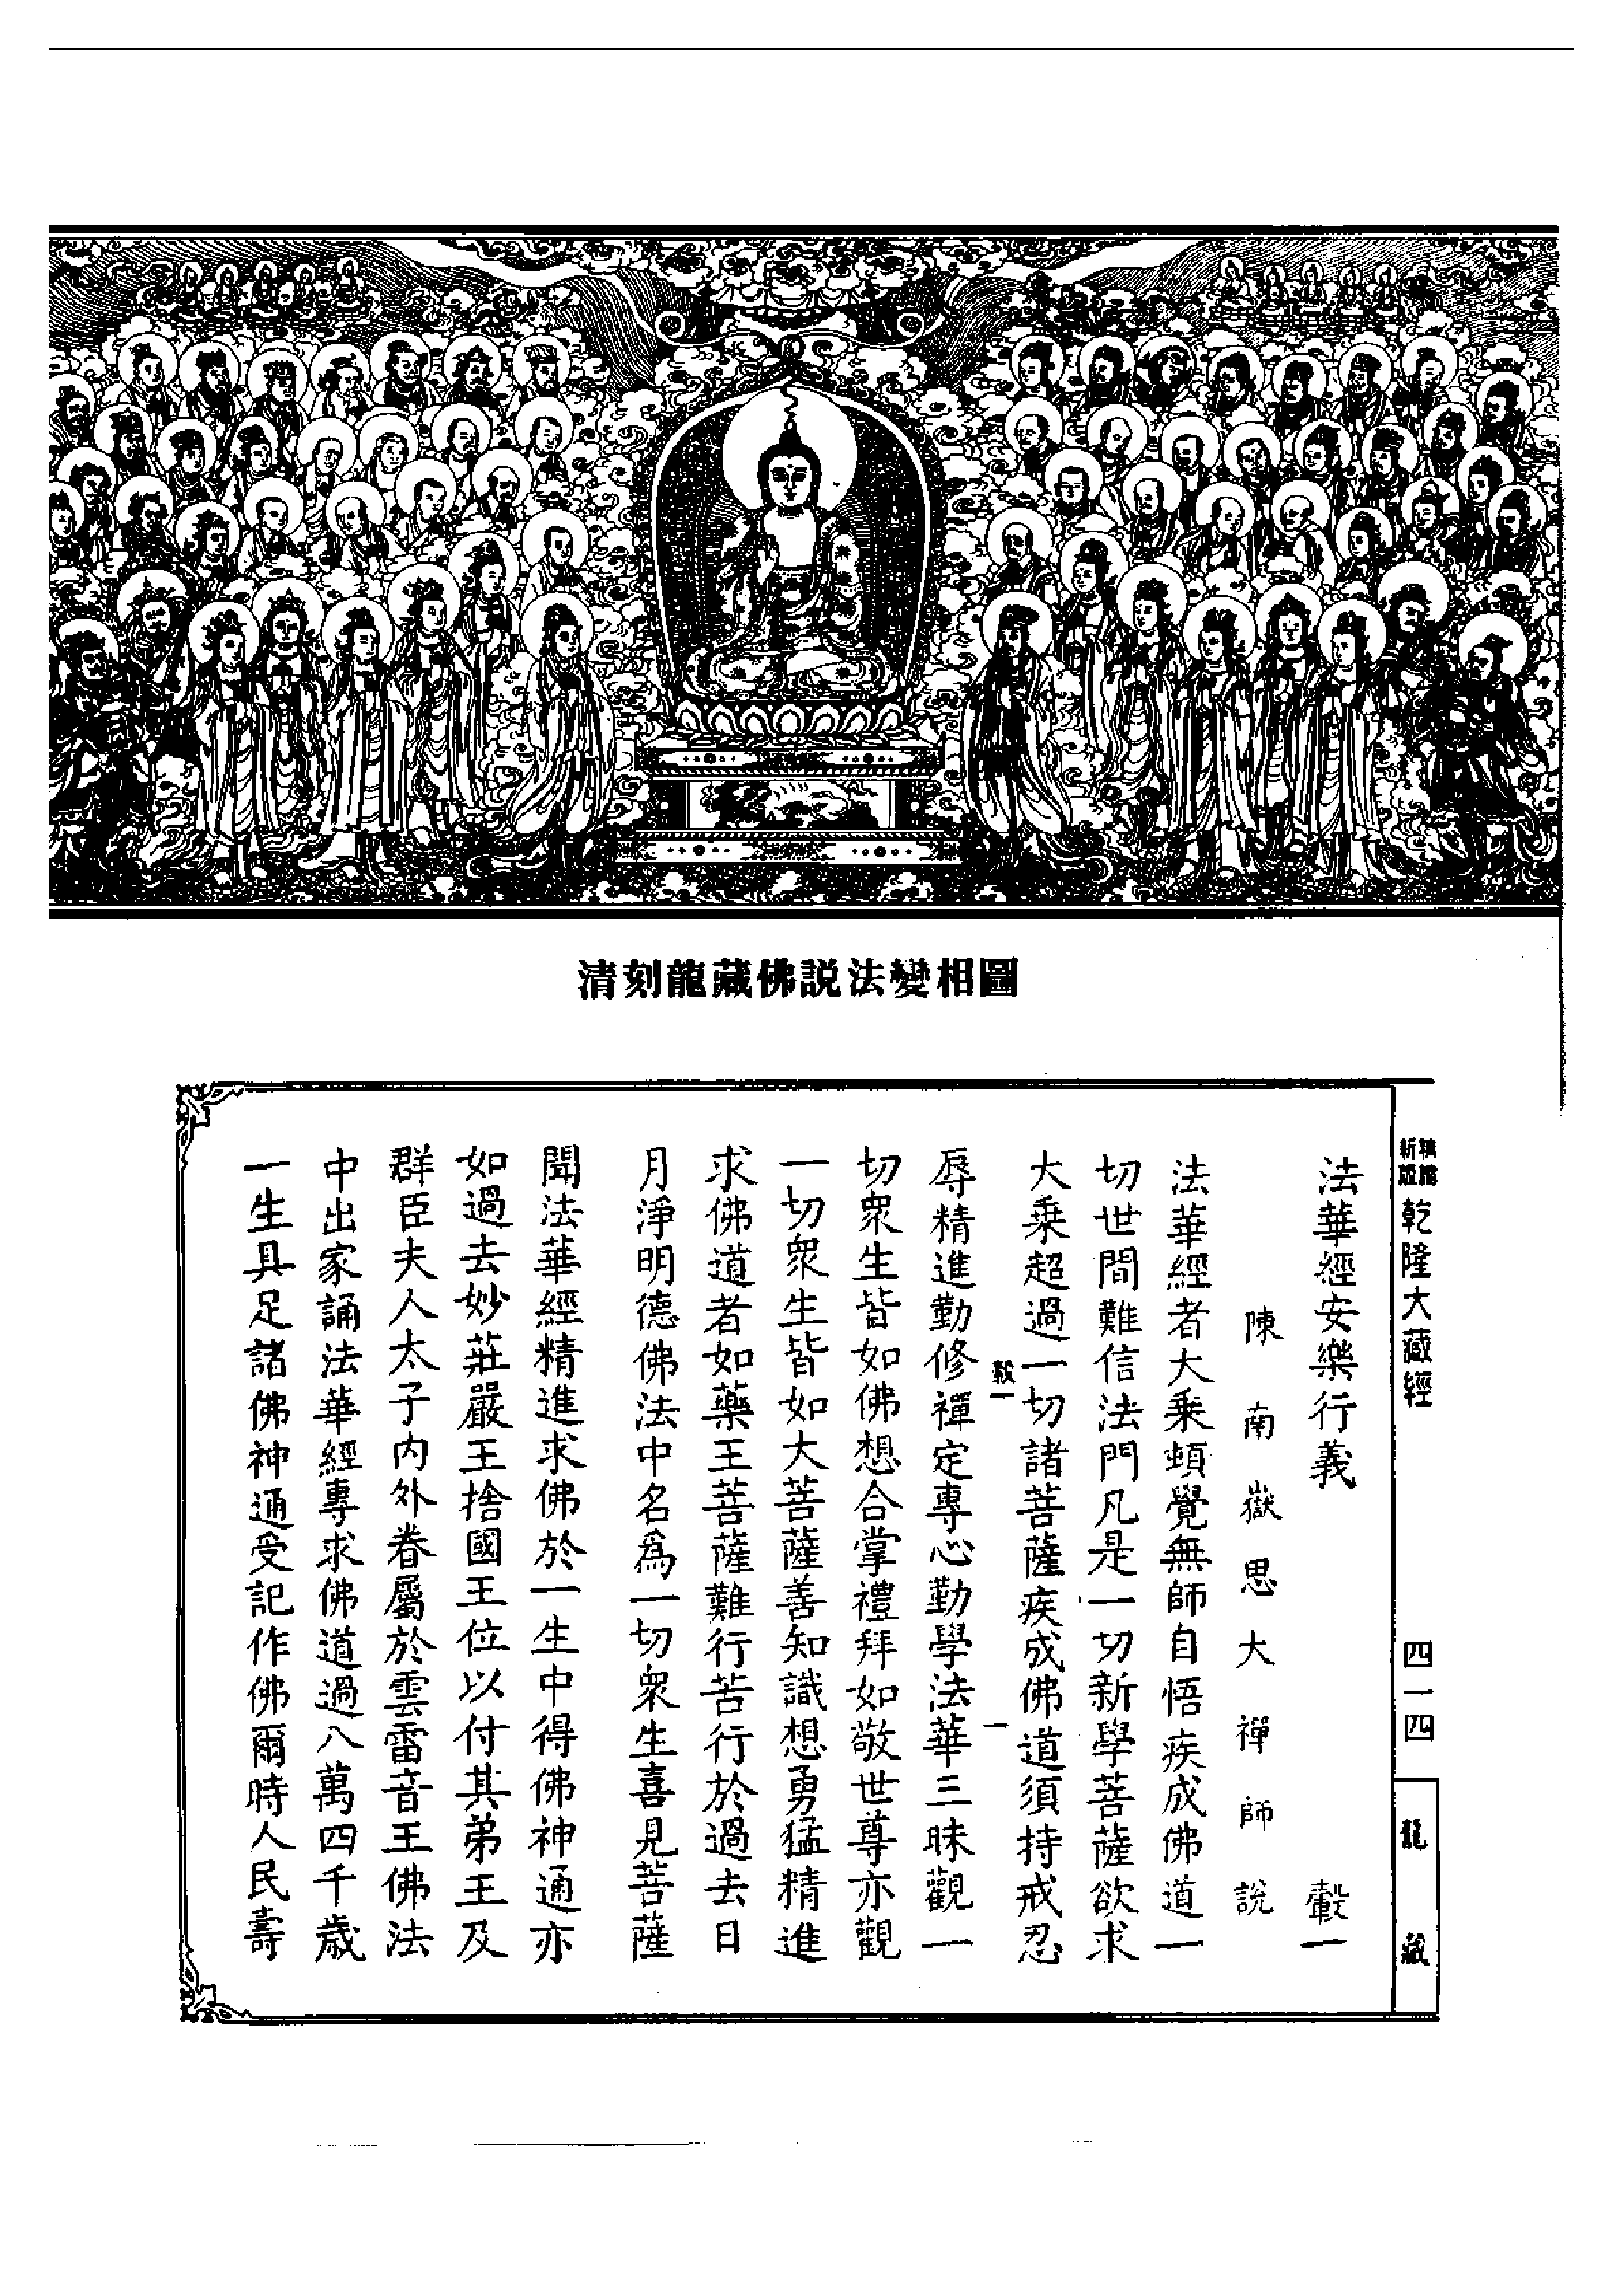 清刻龍藏佛説法變相圖
新版
乾隆大藏經
四一四
龍藏
法華經安樂行義 轂一
陳南嶽思大禪師說
法華經者大乘頓覺無師自悟疾成佛道一
切世間難信法門凡是一切新學菩薩欲求
大乘超過一切諸菩薩疾成佛道須持戒忍
一
辱精進勤修禪定專心勤學法華三昧觀一
切眾生皆如佛想合掌禮拜如敬世尊亦觀
一切眾生皆如大菩薩善知識想勇猛精進
求佛道者如藥王菩薩難行苦行於過去日
月淨明德佛法中名爲一切眾生喜見菩薩
聞法華經精進求佛於一生中得佛神通亦
如過去妙莊嚴王捨國王位以付其弟王及
群臣夫人太子内外眷屬於雲雷音王佛法
中出家誦法華經專求佛道過八萬四千歲
一生具足諸佛神通受記作佛爾時人民壽